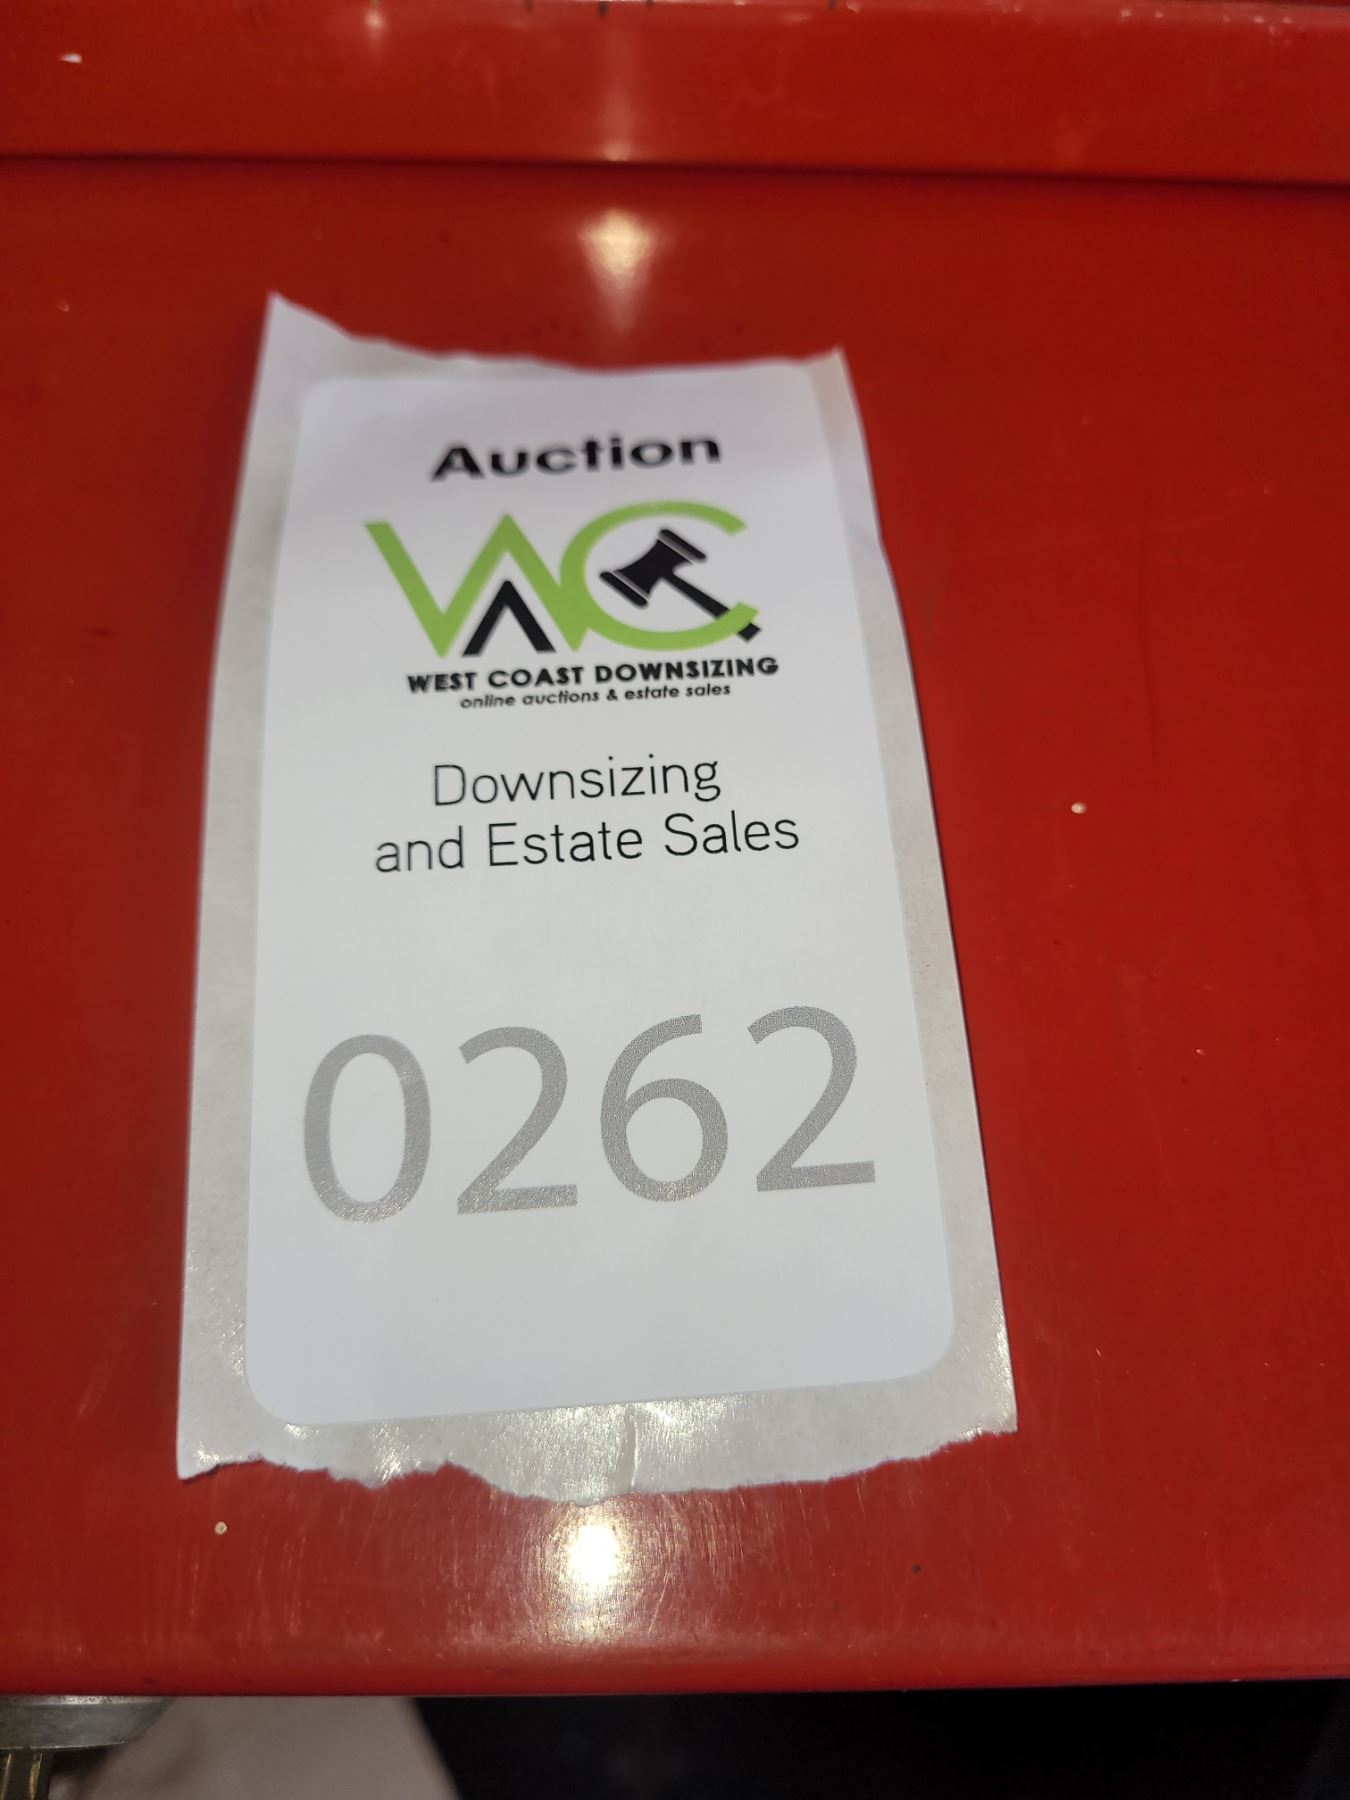 Auction
WC
WEST COAST DOWNSIZING
online auctions & estate sales
Downsizing
and Estate Sales
0262